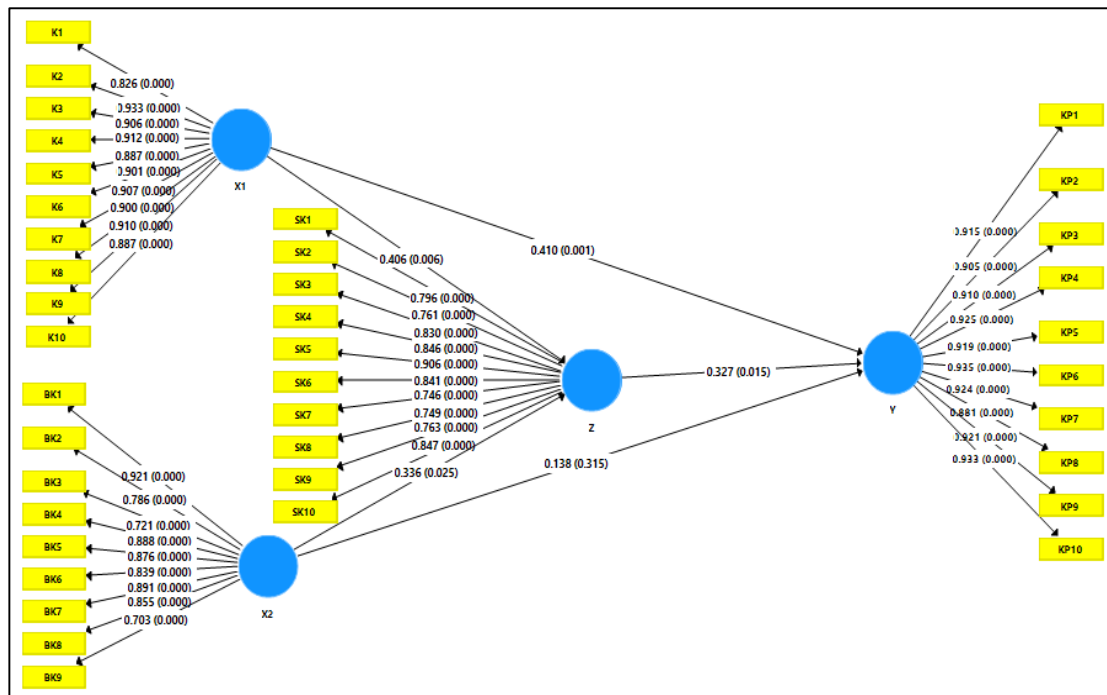 K1
K2
K3
K4
K5
K6
K7
K8
K9
K10
0.826 (0.000)
0.933 (0.000)
0.906 (0.000)
0.912 (0.000)
0.887 (0.000)
0.901 (0.000)
0.907 (0.000)
0.900 (0.000)
0.910 (0.000)
0.887 (0.000)
X1
SK1
SK2
SK3
SK4
SK5
SK6
SK7
SK8
SK9
SK10
0.406 (0.006)
0.796 (0.000)
0.761 (0.000)
0.830 (0.000)
0.846 (0.000)
0.906 (0.000)
0.841 (0.000)
0.746 (0.000)
0.749 (0.000)
0.763 (0.000)
0.847 (0.000)
0.336 (0.025)
Z
0.410 (0.001)
0.327 (0.015)
0.138 (0.315)
BK1
BK2
BK3
BK4
BK5
BK6
BK7
BK8
BK9
0.921 (0.000)
0.786 (0.000)
0.721 (0.000)
0.888 (0.000)
0.876 (0.000)
0.839 (0.000)
0.891 (0.000)
0.855 (0.000)
0.703 (0.000)
X2
Y
0.915 (0.000)
0.905 (0.000)
0.910 (0.000)
0.925 (0.000)
0.919 (0.000)
0.935 (0.000)
0.924 (0.000)
0.881 (0.000)
0.921 (0.000)
0.933 (0.000)
KP1
KP2
KP3
KP4
KP5
KP6
KP7
KP8
KP9
KP10